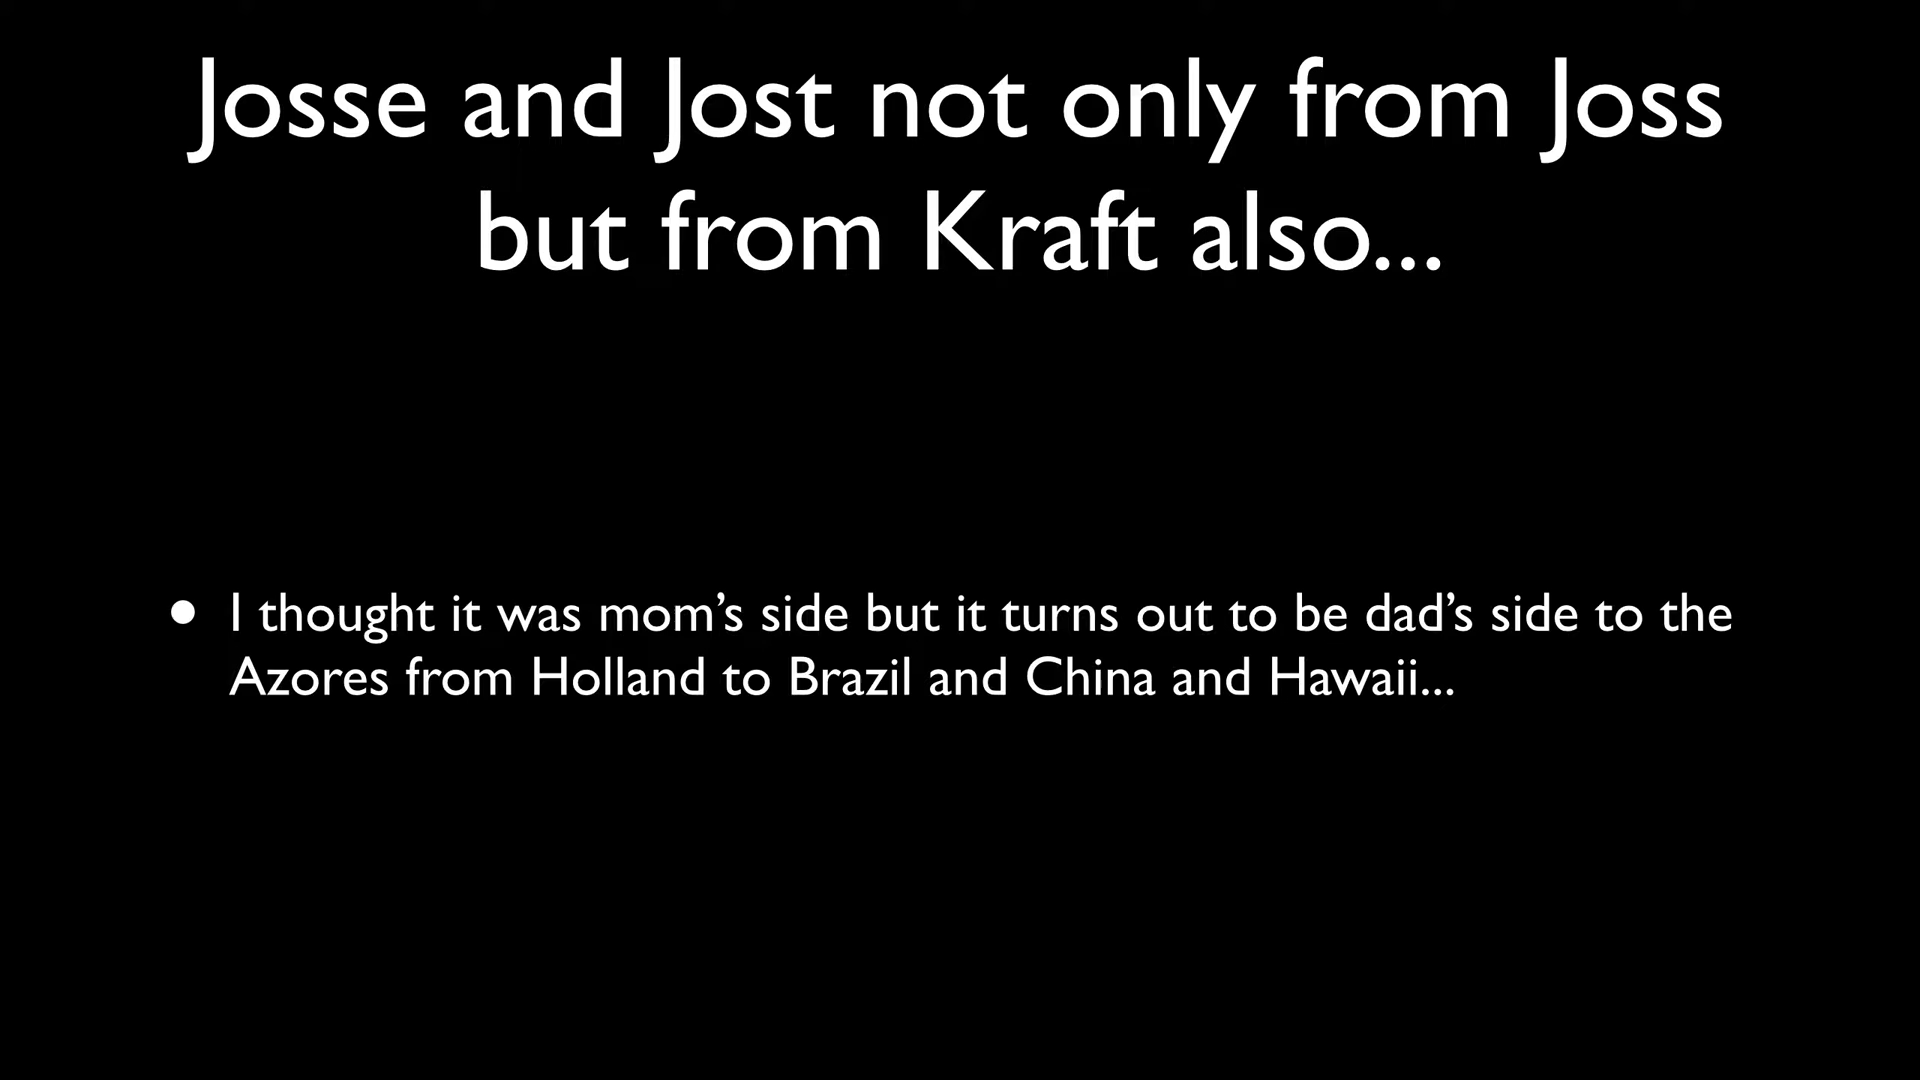 Josse and Jost not only from Joss
but from Kraft also...
• I thought it was mom’s side but it turns out to be dad’s side to the
Azores from Holland to Brazil and China and Hawaii...